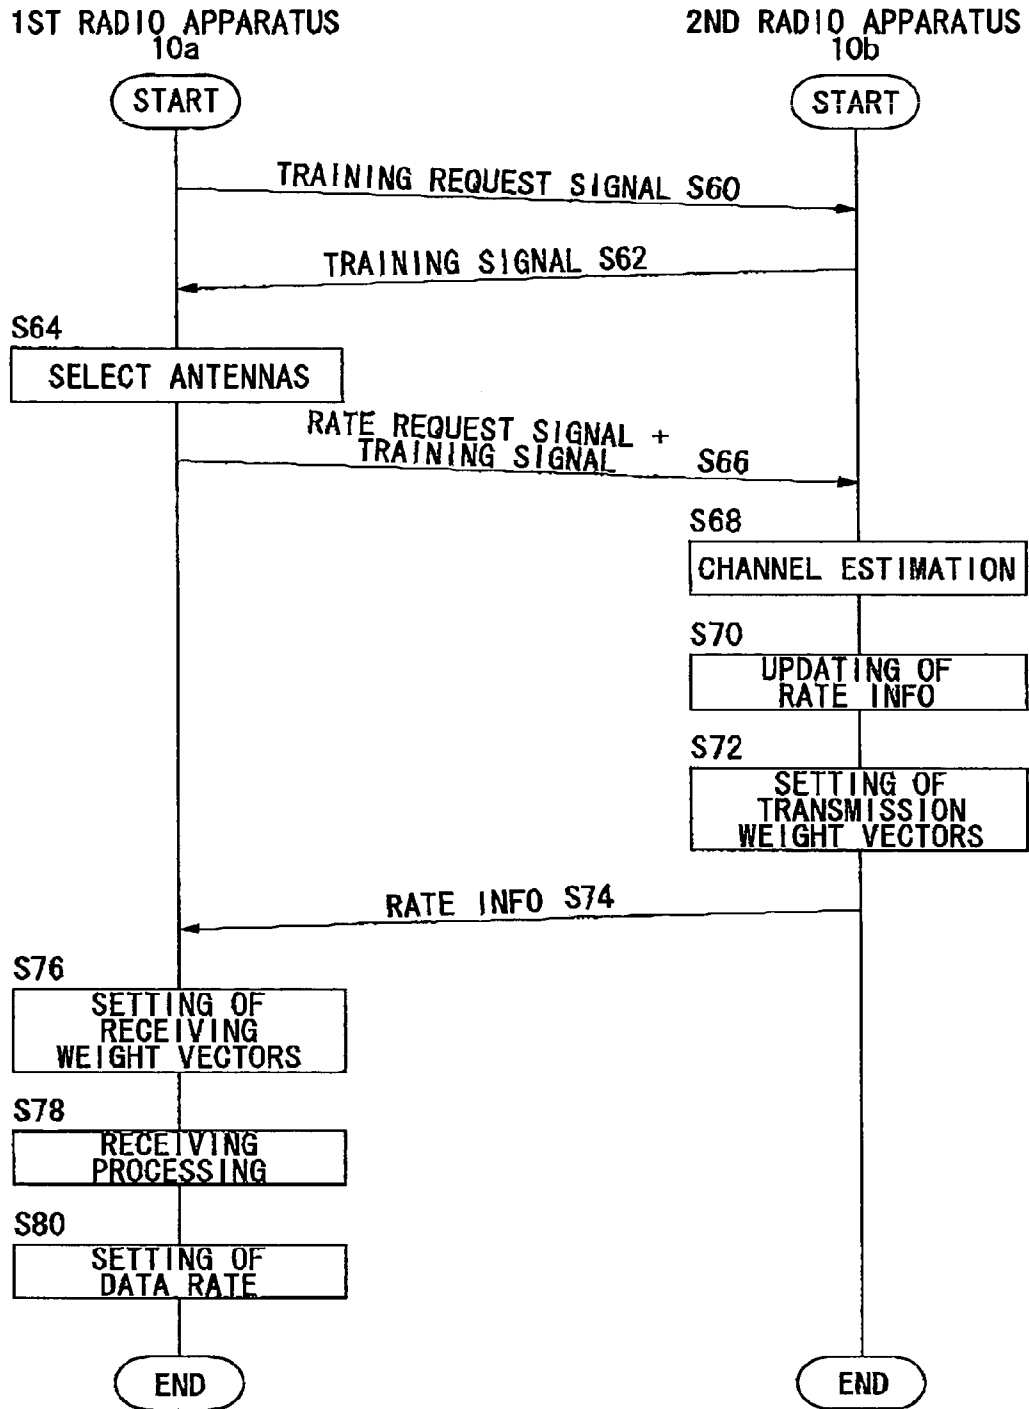 1ST RADIO APPARATUS
10a
2ND RADIO APPARATUS
10b
START
START
TRAINING REQUEST SIGNAL S60
TRAINING SIGNAL S62
S64
SELECT ANTENNAS
RATE REQUEST SIGNAL +
TRAINING SIGNAL S66
S68
CHANNEL ESTIMATION
S70
UPDATING OF
RATE INFO
S72
SETTING OF
TRANSMISSION
WEIGHT VECTORS
RATE INFO S74
S76
SETTING OF
RECEIVING
WEIGHT VECTORS
S78
RECEIVING
PROCESSING
S80
SETTING OF
DATA RATE
END
END